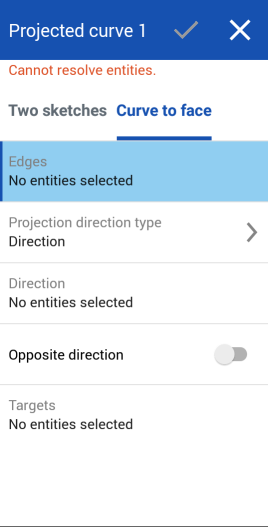 Projected curve 1
Cannot resolve entities.
Two sketches Curve to face
Edges
No entities selected
Projection direction type
Direction
Direction
No entities selected
Opposite direction
Targets
No entities selected